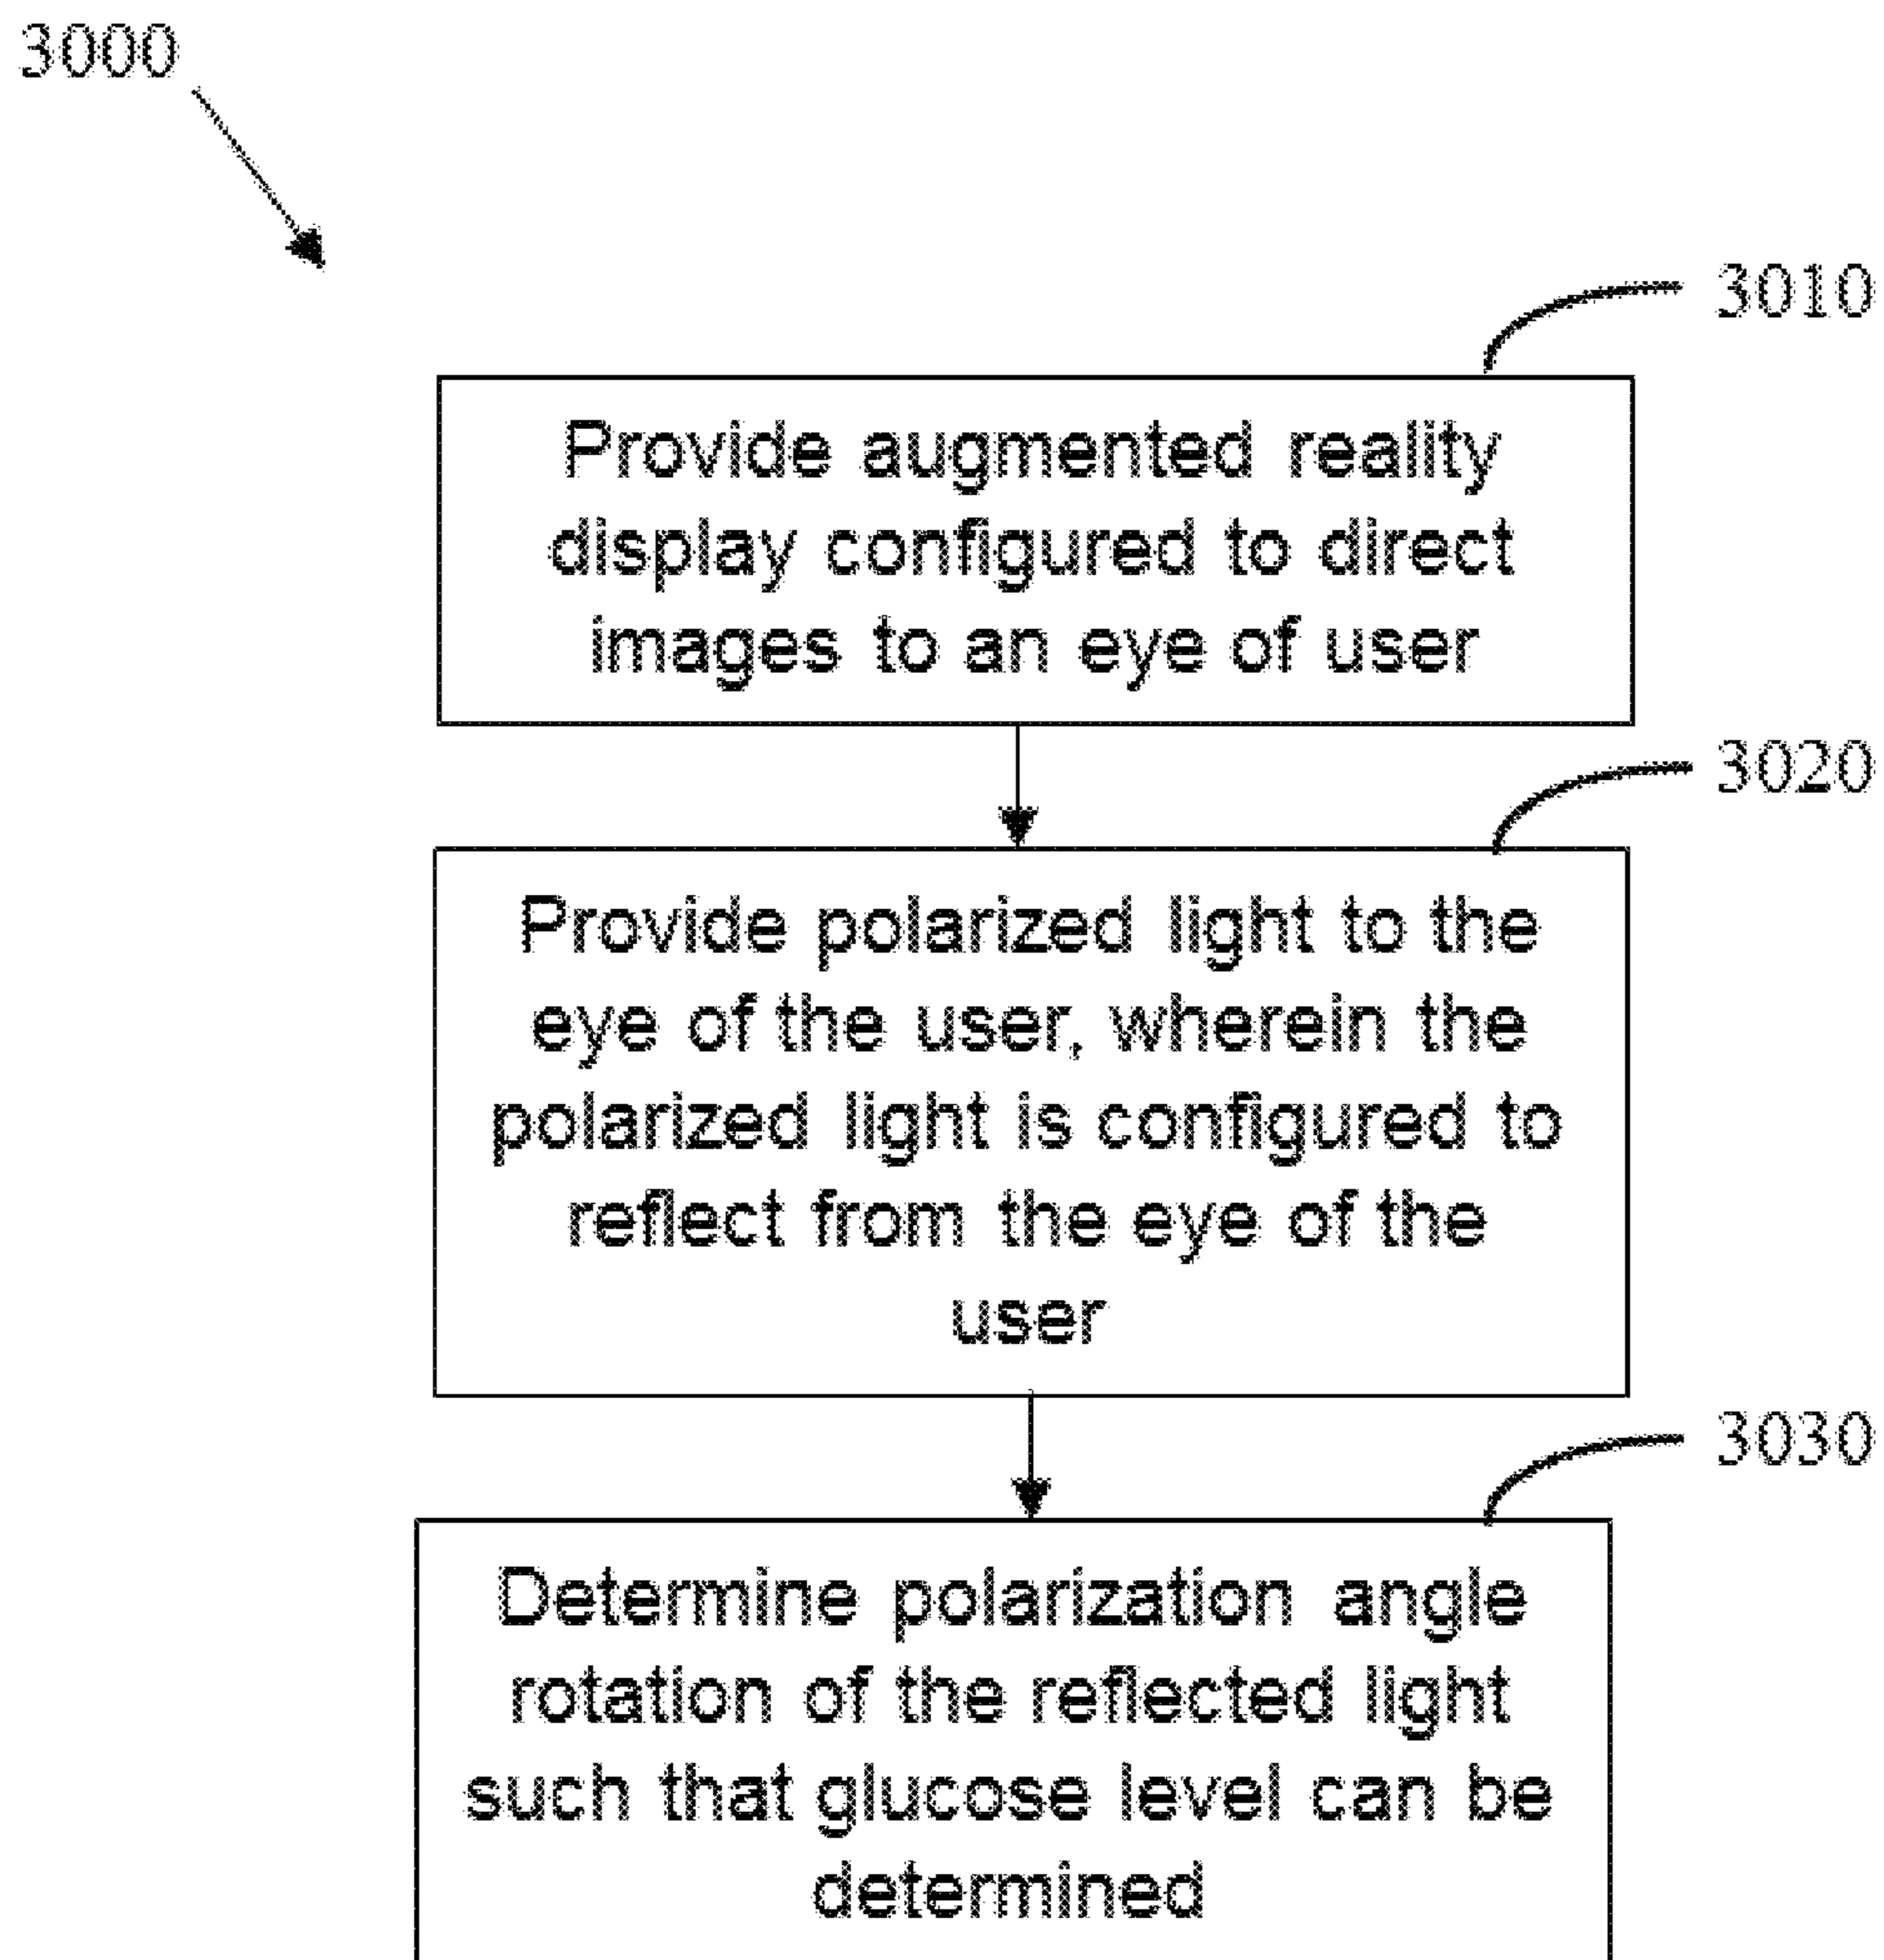 3000
3010
Provide augmented reality
display configured to direct
images to an eye of user
3020
Provide polarized light to the
eye of the user, wherein the
polarized light is configured to
reflect from the eye of the
user
3030
Determine polarization angle
rotation of the reflected light
such that glucose level can be
determined